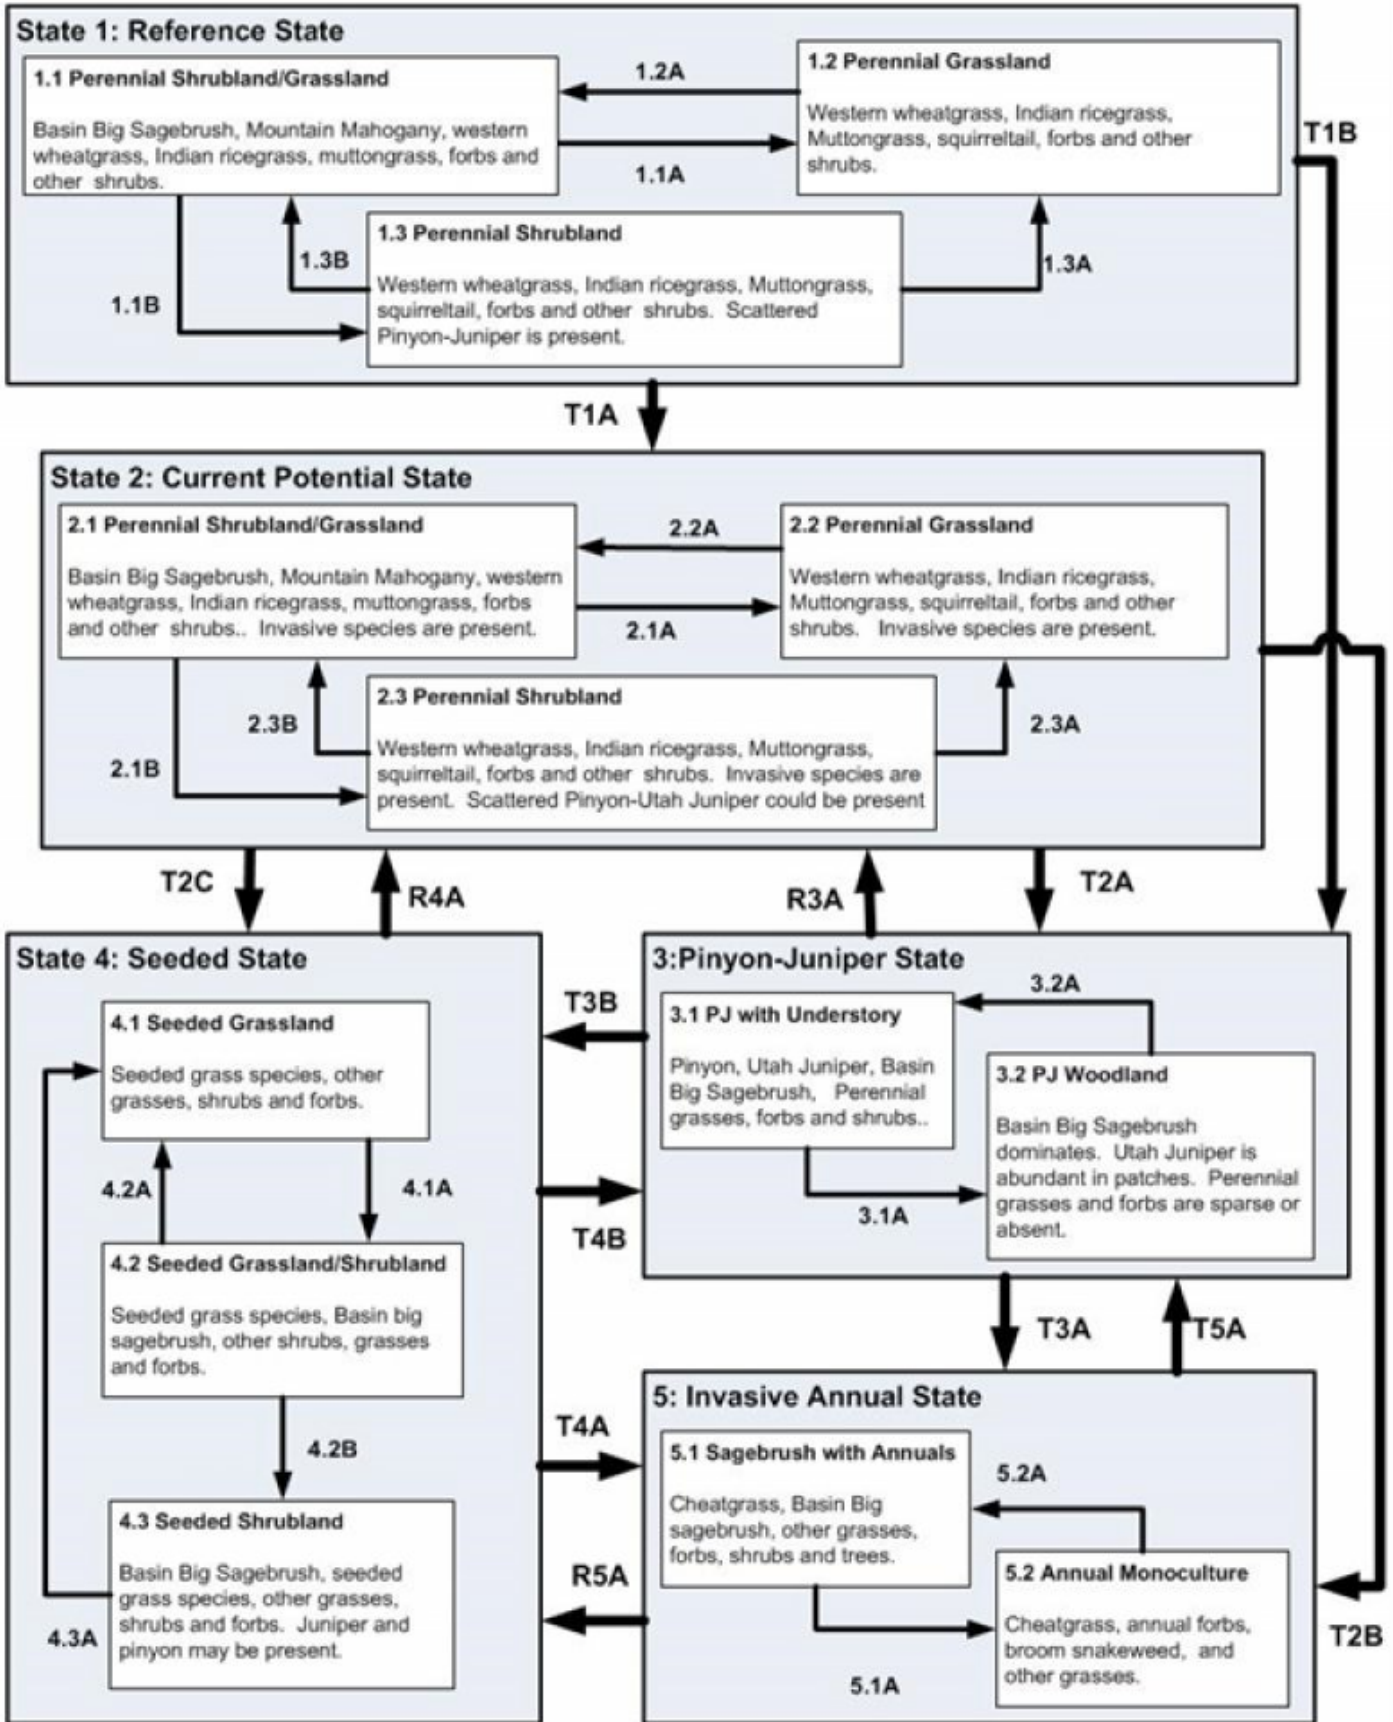 State 1: Reference State
1.1 Perennial Shrubland/Grassland
Basin Big Sagebrush, Mountain Mahogany, western
wheatgrass, Indian ricegrass, muttongrass, forbs and
other shrubs.
1.2A
1.1A
1.2 Perennial Grassland
Western wheatgrass, Indian ricegrass,
Muttongrass, squirreltail, forbs and other
shrubs.
T1B
1.3 Perennial Shrubland
Western wheatgrass, Indian ricegrass, Muttongrass,
squirreltail, forbs and other shrubs. Scattered
Pinyon-Juniper is present.
1.3B
1.3A
1.1B
T1A
State 2: Current Potential State
2.1 Perennial Shrubland/Grassland
Basin Big Sagebrush, Mountain Mahogany, western
wheatgrass, Indian ricegrass, muttongrass, forbs
and other shrubs.. Invasive species are present.
2.2A
2.1A
2.2 Perennial Grassland
Western wheatgrass, Indian ricegrass,
Muttongrass, squirreltail, forbs and other
shrubs. Invasive species are present.
2.3 Perennial Shrubland
Western wheatgrass, Indian ricegrass, Muttongrass,
squirreltail, forbs and other shrubs. Invasive species are
present. Scattered Pinyon-Utah Juniper could be present
2.3B
2.3A
2.1B
T2C
R4A
R3A
T2A
State 4: Seeded State
4.1 Seeded Grassland
Seeded grass species, other
grasses, shrubs and forbs.
4.2A
4.1A
4.2 Seeded Grassland/Shrubland
Seeded grass species, Basin big
sagebrush, other shrubs, grasses
and forbs.
4.2B
4.3 Seeded Shrubland
Basin Big Sagebrush, seeded
grass species, other grasses,
shrubs and forbs. Juniper and
pinyon may be present.
4.3A
T3B
T4B
T4A
R5A
3:Pinyon-Juniper State
3.1 PJ with Understory
Pinyon, Utah Juniper, Basin
Big Sagebrush, Perennial
grasses, forbs and shrubs..
3.2A
3.1A
3.2 PJ Woodland
Basin Big Sagebrush
dominates. Utah Juniper is
abundant in patches. Perennial
grasses and forbs are sparse or
absent.
T3A
T5A
5: Invasive Annual State
5.1 Sagebrush with Annuals
Cheatgrass, Basin Big
sagebrush, other grasses,
forbs, shrubs and trees.
5.2A
5.1A
5.2 Annual Monoculture
Cheatgrass, annual forbs,
broom snakeweed, and
other grasses.
T2B